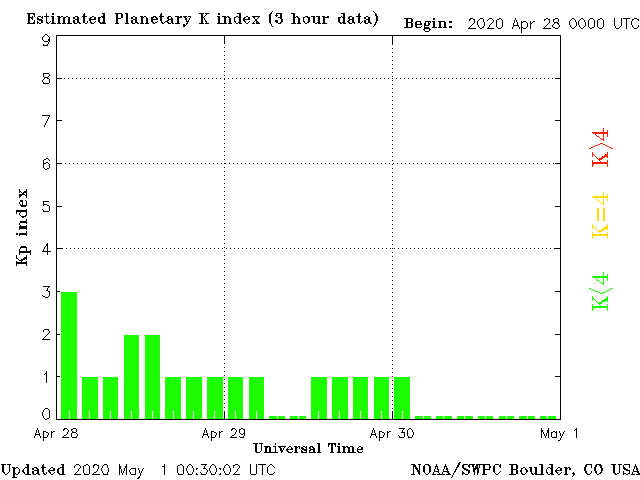 Estimated Planetary K index (3 hour data)
Begin: 2020 Apr 28 0000 UTC
9
8
7
6
5
4
3
2
1
0
Kp index
K>4
K=4
K<4
Apr 28
Apr 29
Apr 30
May 1
Universal Time
Updated 2020 May 1 00:30:02 UTC
NOAA/SWPC Boulder, CO USA